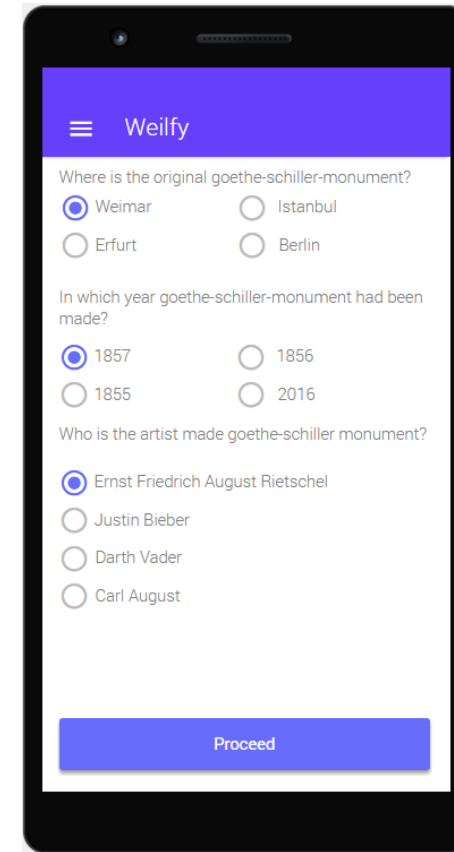 Weilfy
Where is the original goethe-schiller-monument?
Weimar Istanbul
Erfurt Berlin
In which year goethe-schiller-monument had been
made?
1857 1856
1855 2016
Who is the artist made goethe-schiller monument?
Ernst Friedrich August Rietschel
Justin Bieber
Darth Vader
Carl August
Proceed